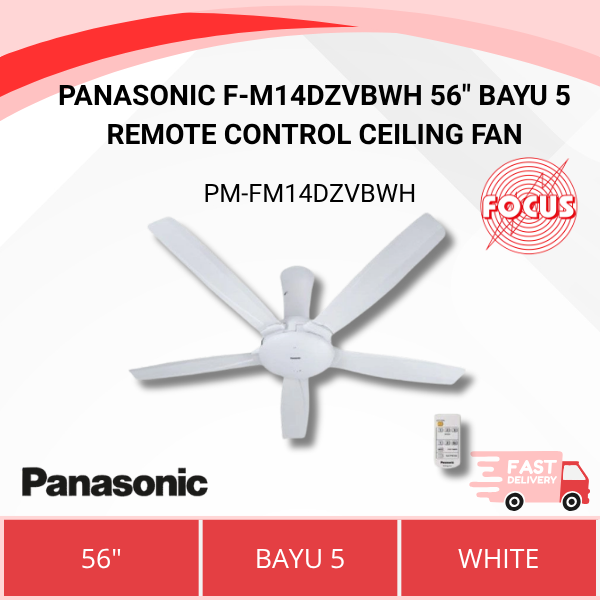 PANASONIC F-M14DZVBWH 56" BAYU 5
REMOTE CONTROL CEILING FAN
PM-FM14DZVBWH
FOCUS
Panasonic
FAST
DELIVERY
56"
BAYU 5
WHITE